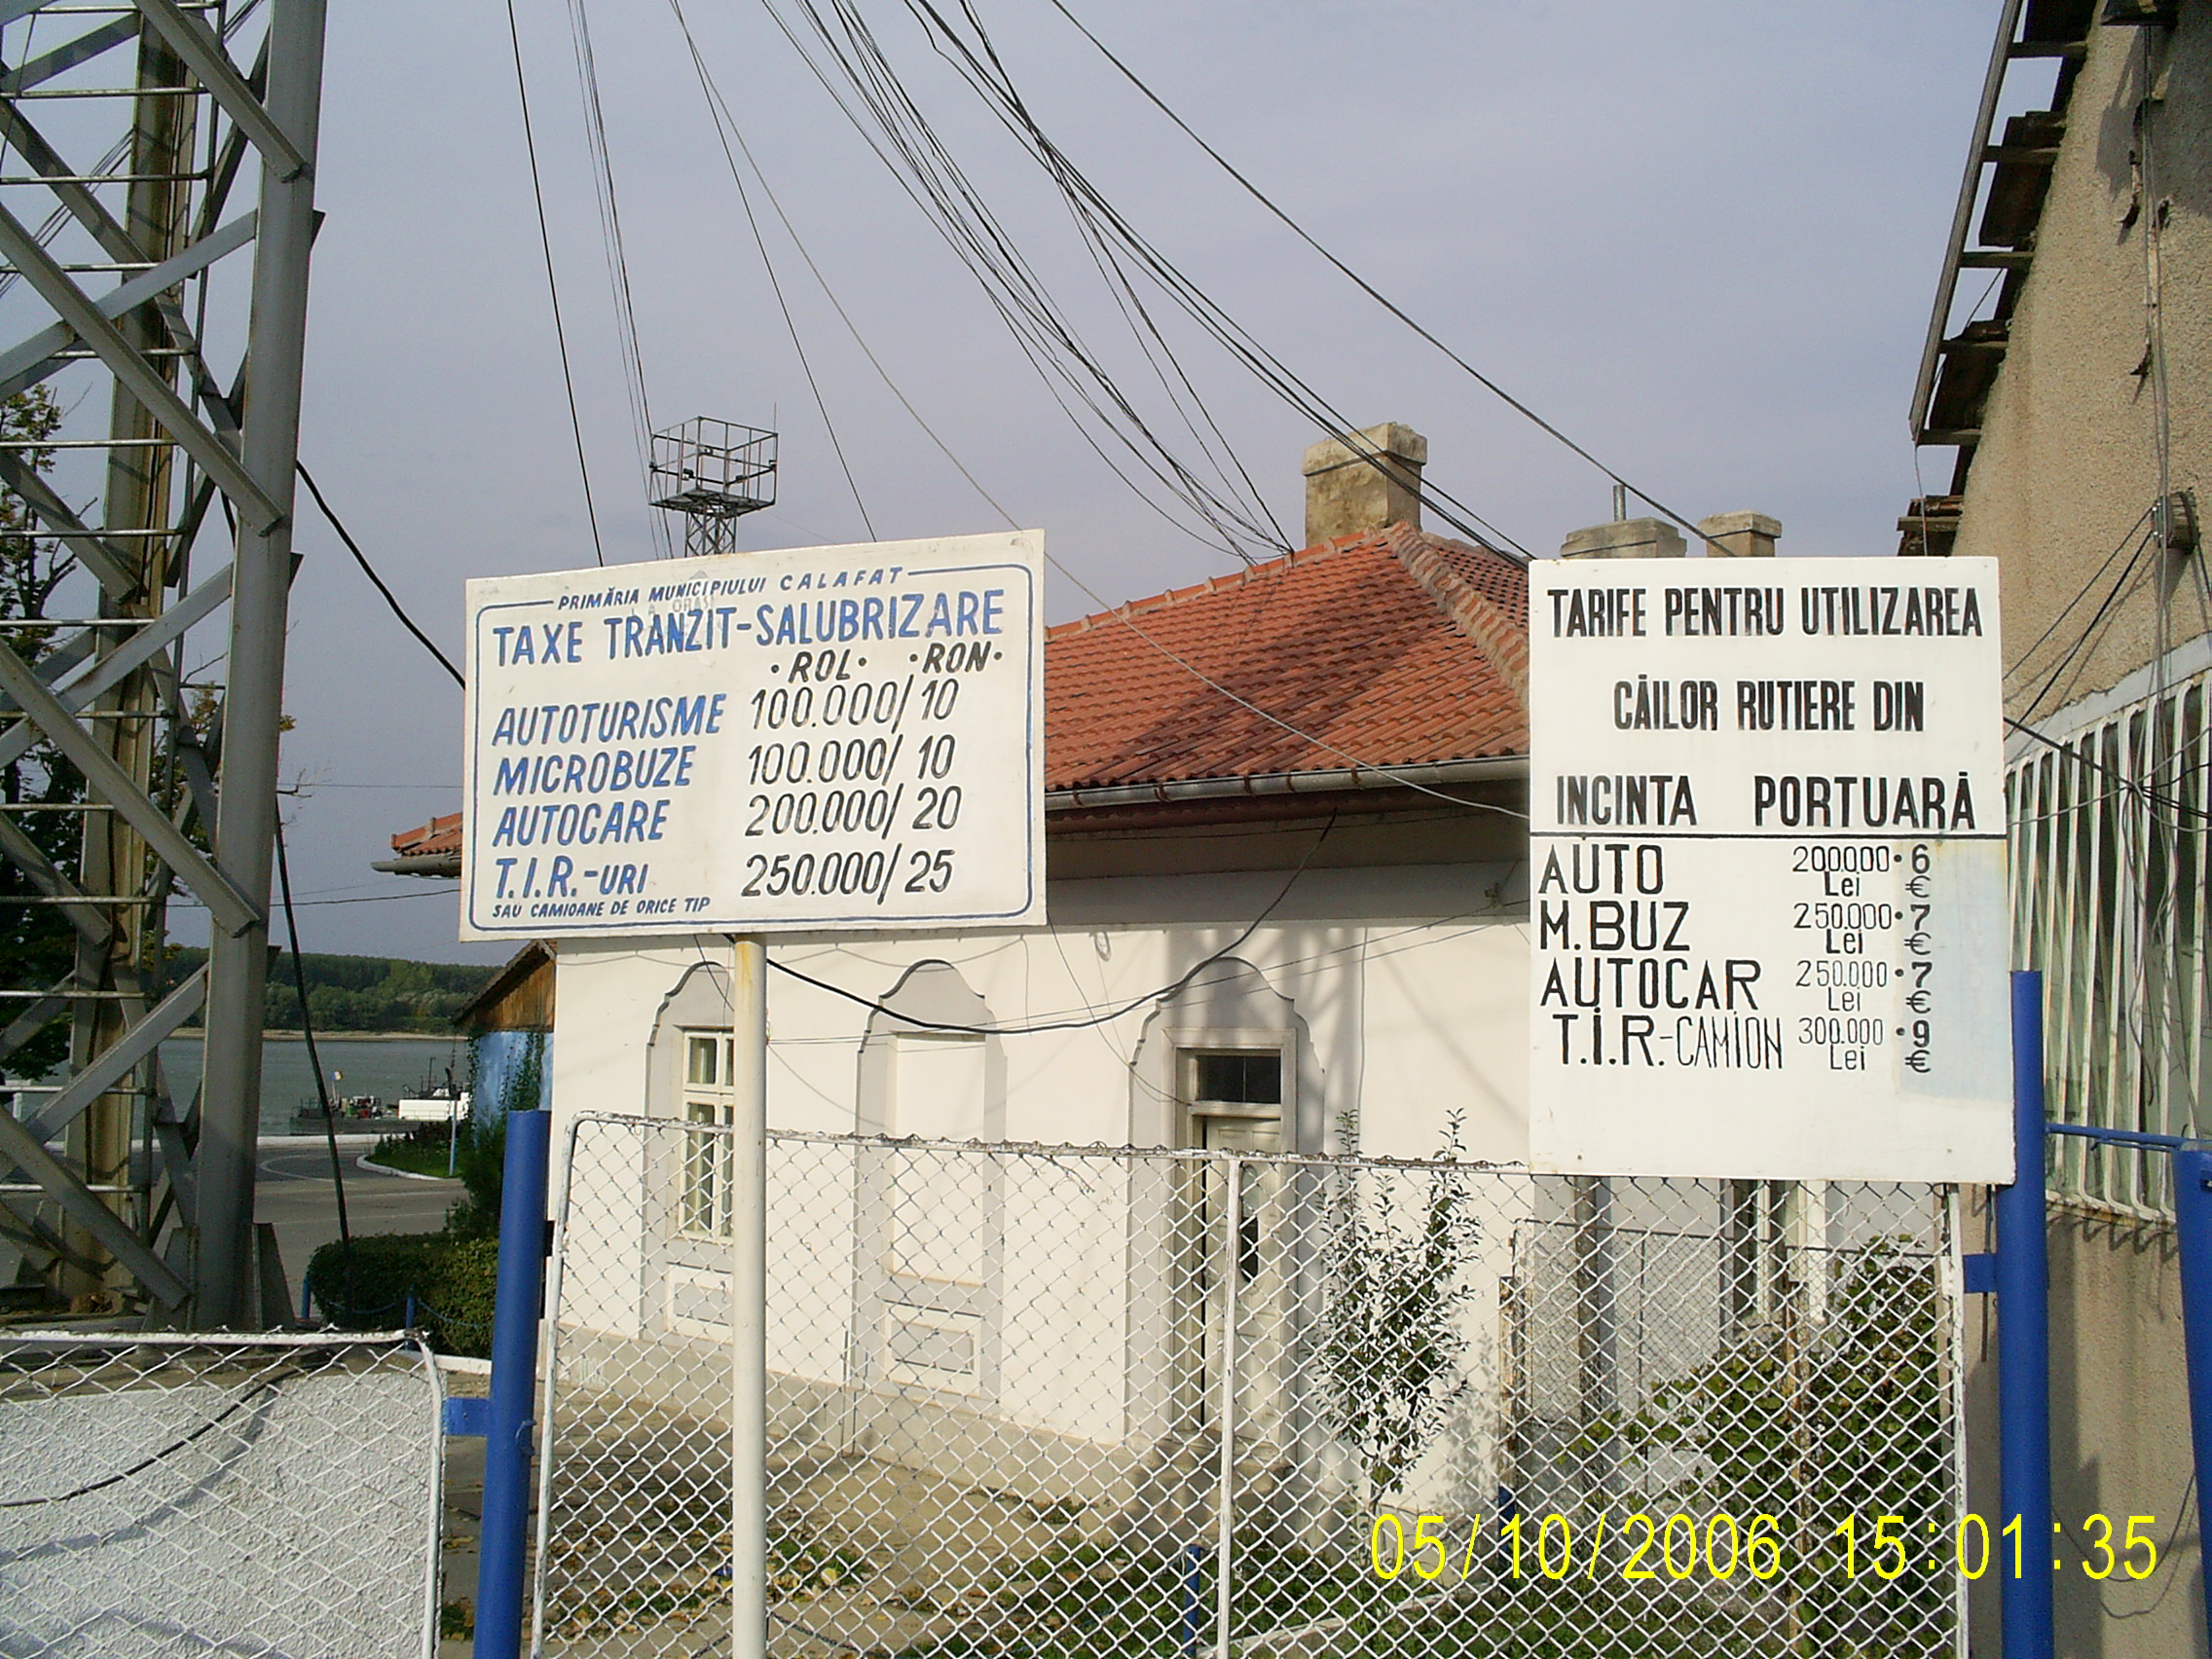 PRIMĂRIA MUNICIPIULUI CALAFAT
TAXE TRANZIT-SALUBRIZARE
•ROL• •RON•
AUTOTURISME 100.000/10
MICROBUZE 100.000/10
AUTOCARE 200.000/20
T.I.R.-URI 250.000/25
SAU CAMIOANE DE ORICE TIP
TARIFE PENTRU UTILIZAREA
CĂILOR RUTIERE DIN
INCINTA PORTUARĂ
AUTO 200000 Lei • 6 €
M.BUZ 250.000 Lei • 7 €
AUTOCAR 250.000 Lei • 7 €
T.I.R.-CAMION 300.000 Lei • 9 €
05/10/2006 15:01:35